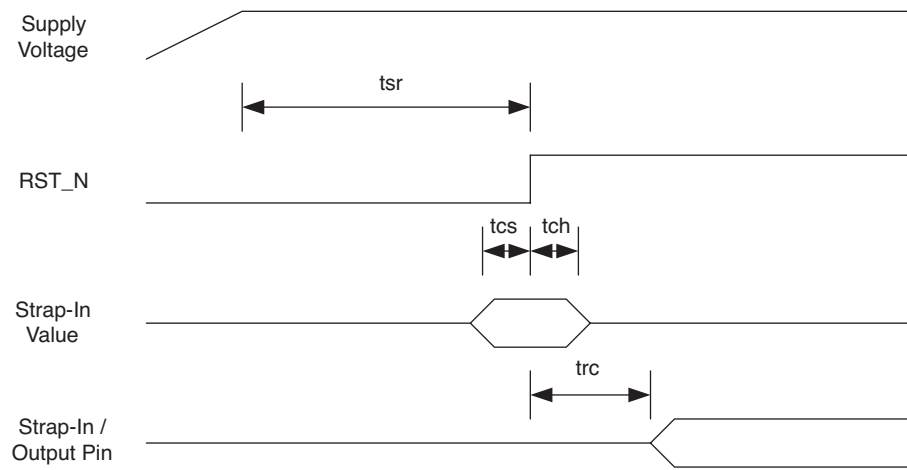 Supply
Voltage
tsr
RST_N
tcs
tch
Strap-In
Value
trc
Strap-In /
Output Pin